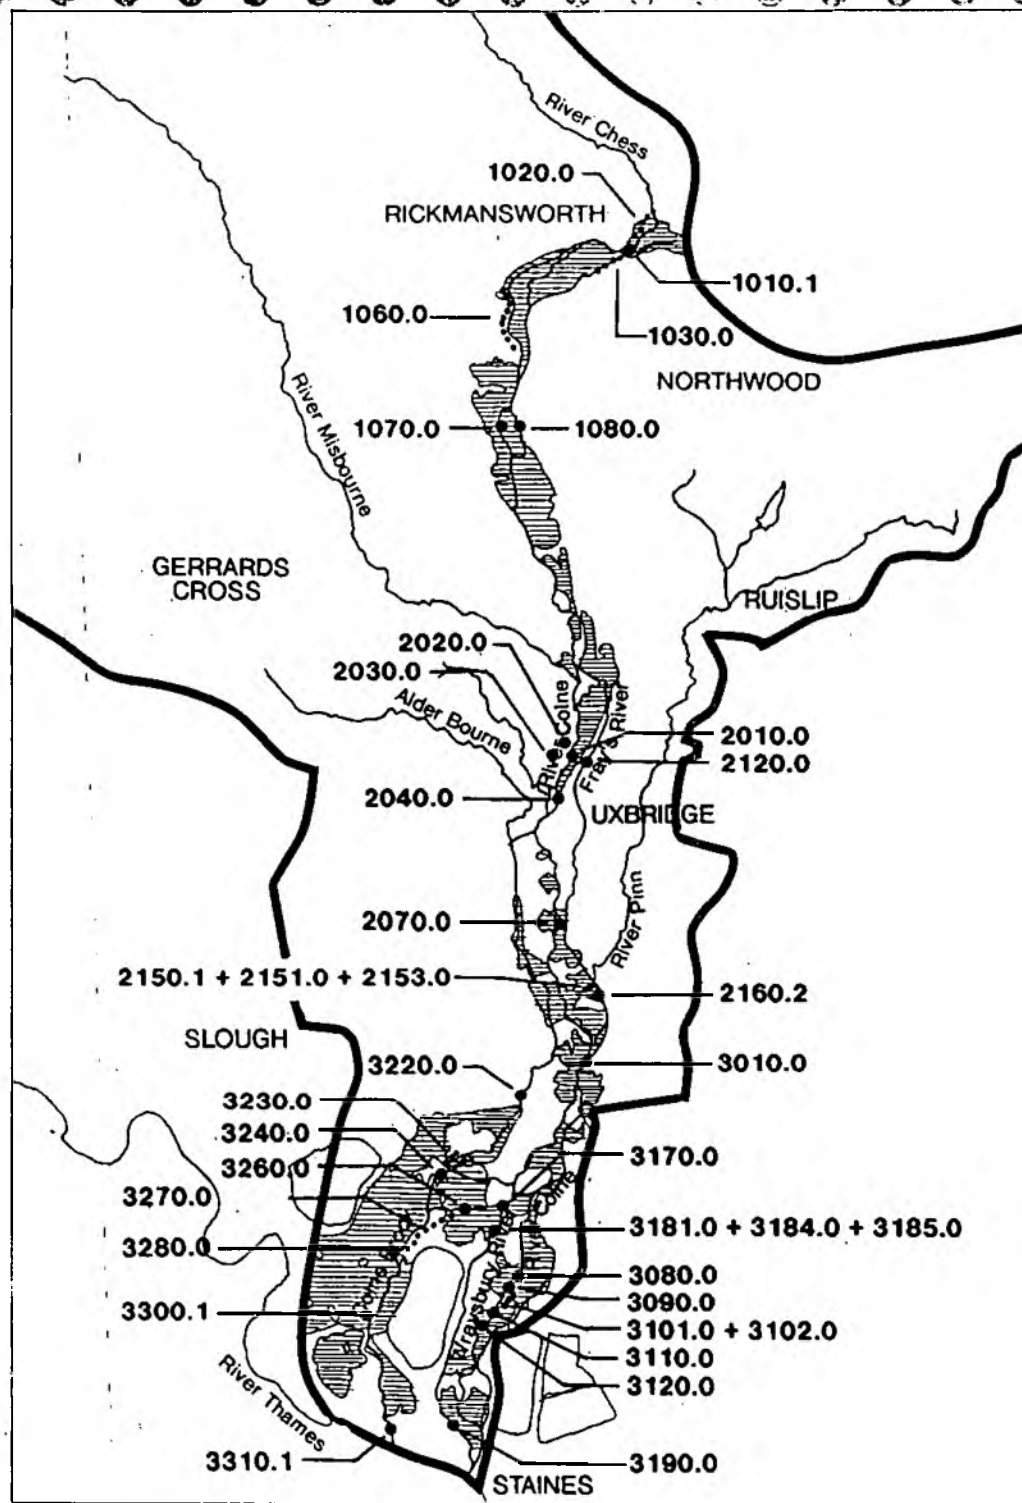 River Chess
1020.0
RICKMANSWORTH
1010.1
1060.0
1030.0
NORTHWOOD
River Misbourne
1070.0
1080.0
GERRARDS
CROSS
RUISLIP
2020.0
2030.0
Alder Bourne
River Colne
Fray's River
2010.0
2120.0
2040.0
UXBRIDGE
River Pinn
2070.0
2150.1 + 2151.0 + 2153.0
2160.2
SLOUGH
3010.0
3220.0
3230.0
3240.0
3260.0
3170.0
3270.0
River Colne
3181.0 + 3184.0 + 3185.0
3280.0
Colne Brook
3080.0
3090.0
3300.1
Wraysbury River
3101.0 + 3102.0
3110.0
3120.0
River Thames
3310.1
3190.0
STAINES